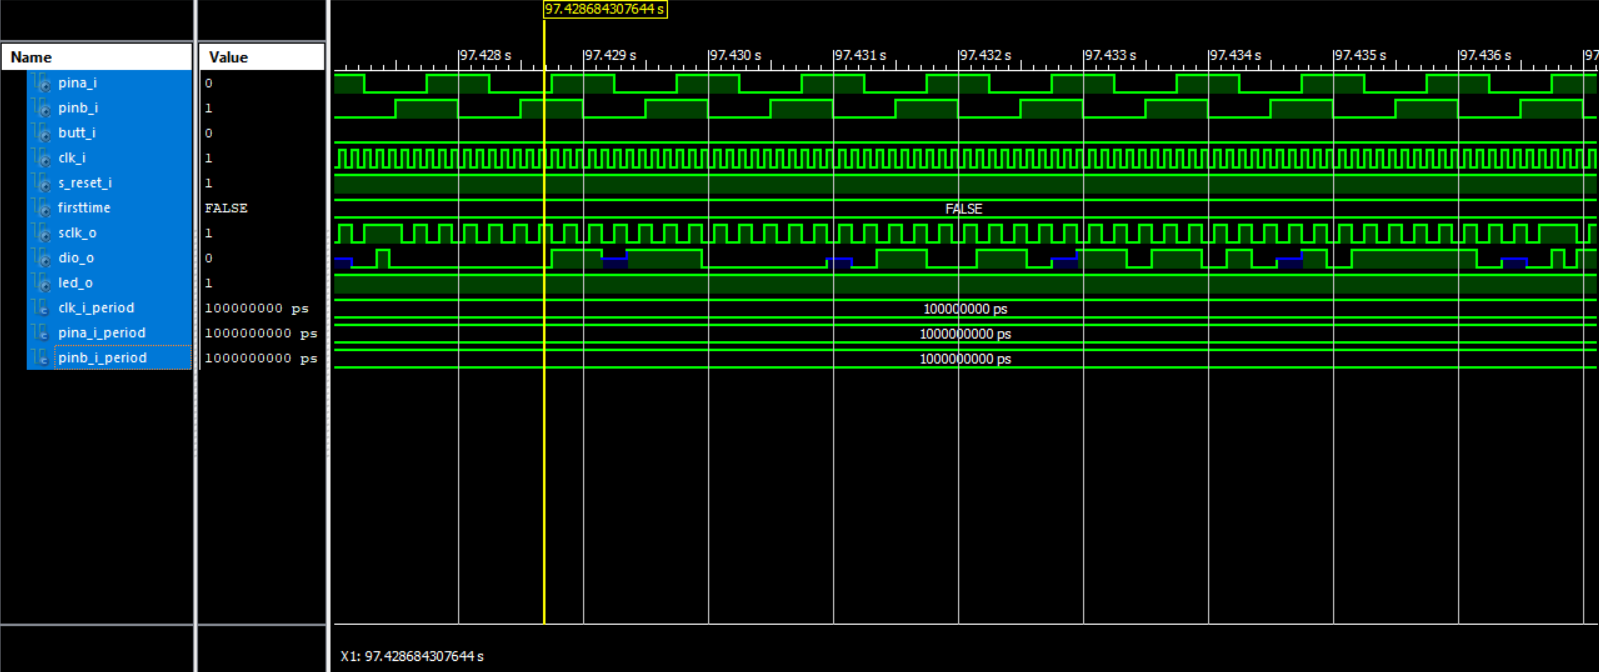 97.428684307644 s
Name Value
97.428 s 97.429 s 97.430 s 97.431 s 97.432 s 97.433 s 97.434 s 97.435 s 97.436 s 97
pina_i 0
pinb_i 1
butt_i 0
clk_i 1
s_reset_i 1
firsttime FALSE FALSE
sclk_o 1
dio_o 0
led_o 1
clk_i_period 100000000 ps 100000000 ps
pina_i_period 1000000000 ps 1000000000 ps
pinb_i_period 1000000000 ps 1000000000 ps
X1: 97.428684307644 s